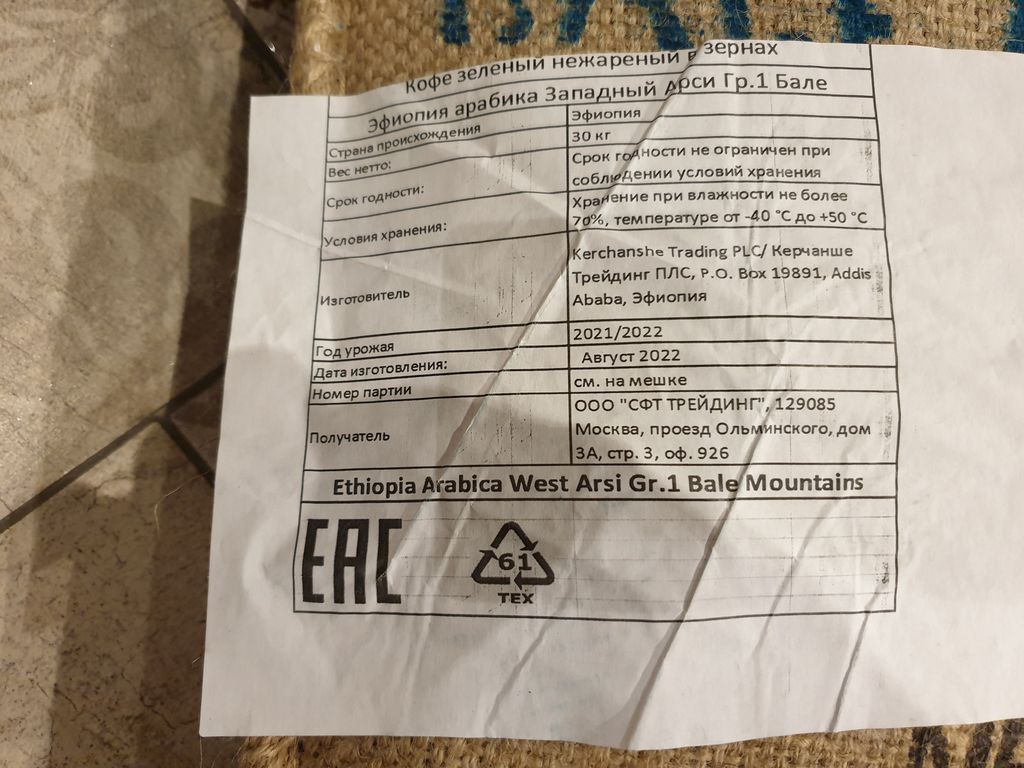 Кофе зеленый нежареный в зернах
Эфиопия арабика Западный Арси Гр.1 Бале
Страна происхождения Эфиопия
Вес нетто: 30 кг
Срок годности: Срок годности не ограничен при
соблюдении условий хранения
Условия хранения: Хранение при влажности не более
70%, температуре от -40 °C до +50 °C
Изготовитель Kerchanshe Trading PLC/ Керчанше
Трейдинг ПЛС, P.O. Box 19891, Addis
Ababa, Эфиопия
Год урожая 2021/2022
Дата изготовления: Август 2022
Номер партии см. на мешке
Получатель ООО "СФТ ТРЕЙДИНГ", 129085
Москва, проезд Ольминского, дом
3А, стр. 3, оф. 926
Ethiopia Arabica West Arsi Gr.1 Bale Mountains
EAC
61
TEX